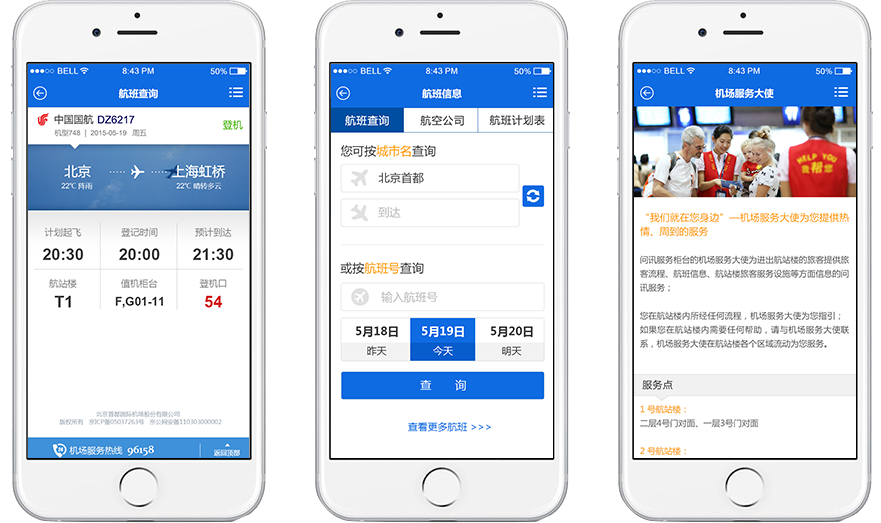 ●●●○○ BELL 8:43 PM 50%
航班查询
中国国航 DZ6217
机型748 | 2015-05-19 周五
登机
北京 上海虹桥
22℃ 阵雨 22℃ 晴转多云
计划起飞 登记时间 预计到达
20:30 20:00 21:30
航站楼 值机柜台 登机口
T1 F,G01-11 54
北京首都国际机场股份有限公司
版权所有 京ICP备05037263号 京公网安备110303000002
24 机场服务热线 96158 返回顶部
●●●○○ BELL 8:43 PM 50%
航班信息
航班查询 航空公司 航班计划表
您可按城市名查询
北京首都
到达
或按航班号查询
输入航班号
5月18日 5月19日 5月20日
昨天 今天 明天
查 询
查看更多航班 >>>
●●●○○ BELL 8:43 PM 50%
机场服务大使
HELP YOU
我帮您
“我们就在您身边”—机场服务大使为您提供热
情、周到的服务
问讯服务柜台的机场服务大使为进出航站楼的旅客提供旅
客流程、航班信息、航站楼旅客服务设施等方面信息的问
讯服务；
您在航站楼内所经任何流程，机场服务大使为您指引；
如果您在航站楼内需要任何帮助，请与机场服务大使联
系，机场服务大使在航站楼各个区域流动为您服务。
服务点
1 号航站楼：
二层4号门对面、一层3号门对面
2 号航站楼：